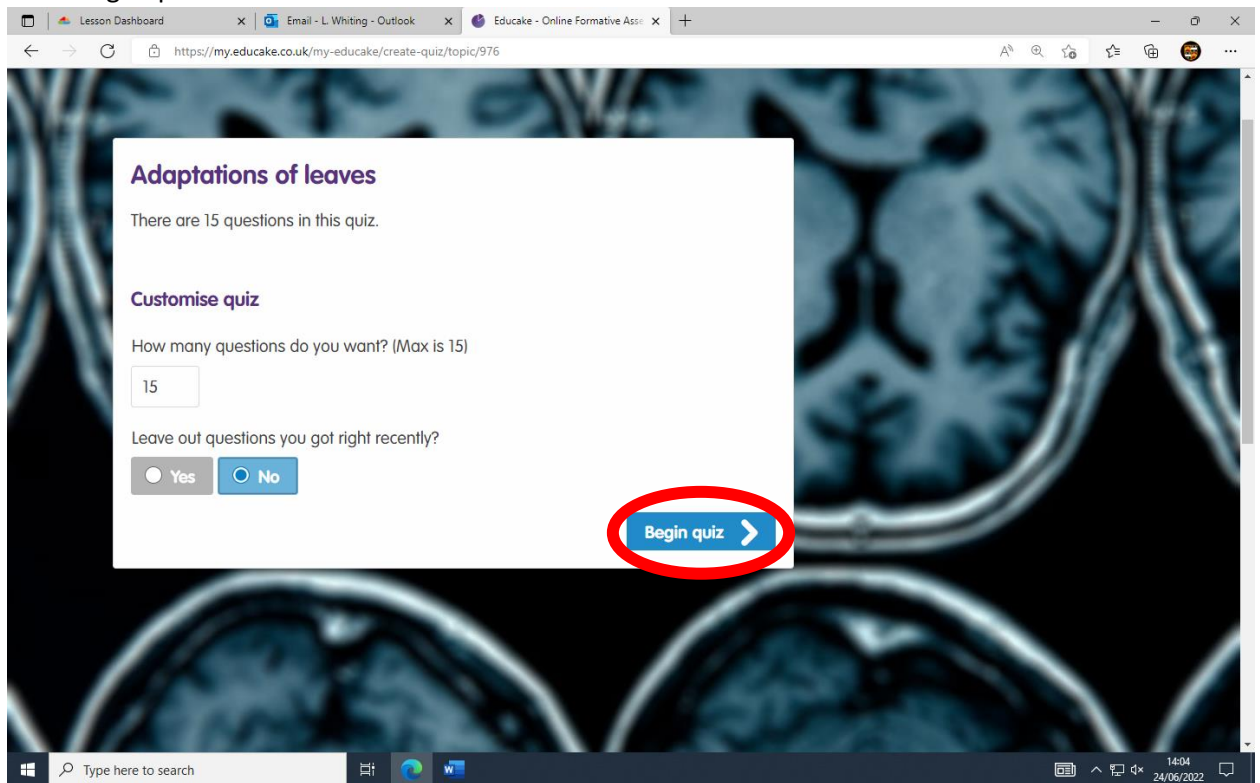 Lesson Dashboard
Email - L. Whiting - Outlook
Educake - Online Formative Asse
https://my.educake.co.uk/my-educake/create-quiz/topic/976
Adaptations of leaves
There are 15 questions in this quiz.
Customise quiz
How many questions do you want? (Max is 15)
15
Leave out questions you got right recently?
Yes No
Begin quiz
Type here to search
14:04
24/06/2022